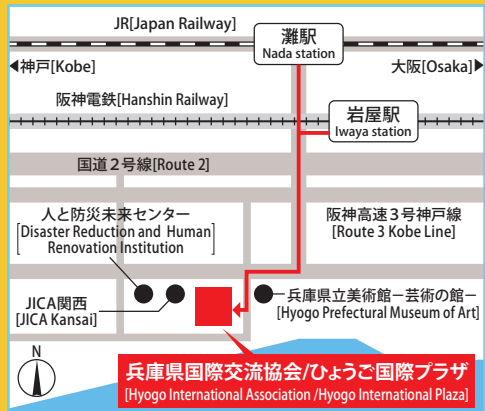 JR[Japan Railway]
灘駅
Nada station
◀神戸[Kobe]
大阪[Osaka]▶
阪神電鉄[Hanshin Railway]
岩屋駅
Iwaya station
国道2号線[Route 2]
人と防災未来センター
[Disaster Reduction and Human
Renovation Institution]
阪神高速3号神戸線
[Route 3 Kobe Line]
JICA関西
[JICA Kansai]
兵庫県立美術館－芸術の館－
[Hyogo Prefectural Museum of Art]
N
兵庫県国際交流協会/ひょうご国際プラザ
[Hyogo International Association /Hyogo International Plaza]